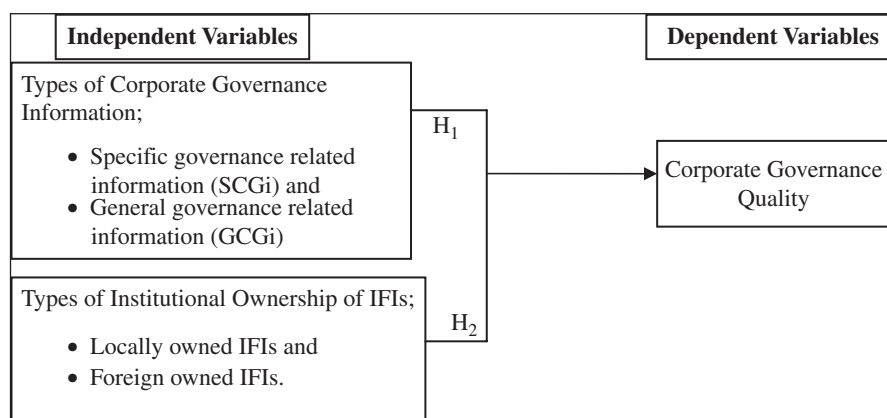 Independent Variables
Dependent Variables
Types of Corporate Governance
Information;
• Specific governance related
information (SCGi) and
• General governance related
information (GCGi)
H1
Corporate Governance
Quality
Types of Institutional Ownership of IFIs;
• Locally owned IFIs and
• Foreign owned IFIs.
H2